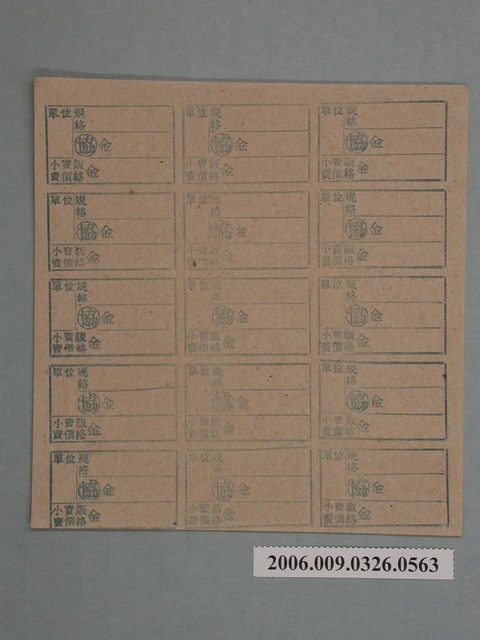 單位規
格
協金
小賣販
賣價格金
單位規
格
協金
小賣販
賣價格金
單位規
格
協金
小賣販
賣價格金
單位規
格
協金
小賣販
賣價格金
單位規
格
協金
小賣販
賣價格金
單位規
格
協金
小賣販
賣價格金
單位規
格
協金
小賣販
賣價格金
單位規
格
協金
小賣販
賣價格金
單位規
格
協金
小賣販
賣價格金
單位規
格
協金
小賣販
賣價格金
單位規
格
協金
小賣販
賣價格金
單位規
格
協金
小賣販
賣價格金
單位規
格
協金
小賣販
賣價格金
單位規
格
協金
小賣販
賣價格金
單位規
格
協金
小賣販
賣價格金
2006.009.0326.0563